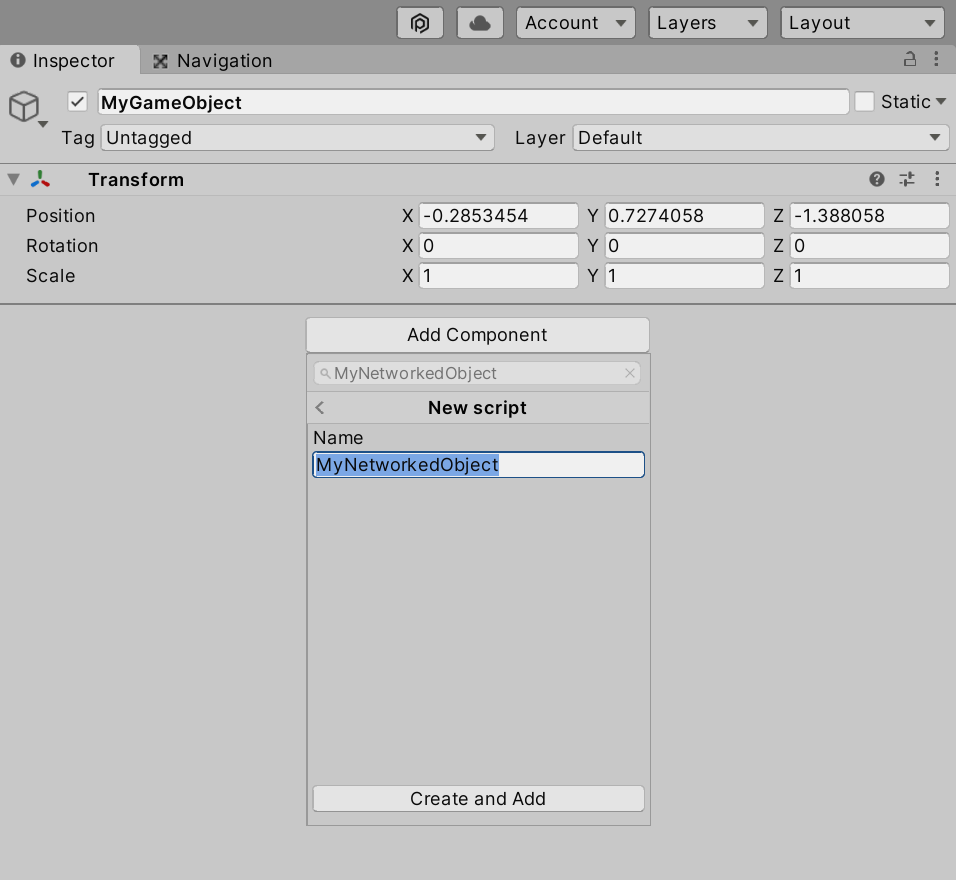 Account Layers Layout
Inspector Navigation
MyGameObject Static
Tag Untagged Layer Default
Transform
Position X -0.2853454 Y 0.7274058 Z -1.388058
Rotation X 0 Y 0 Z 0
Scale X 1 Y 1 Z 1
Add Component
MyNetworkedObject
New script
Name
MyNetworkedObject
Create and Add